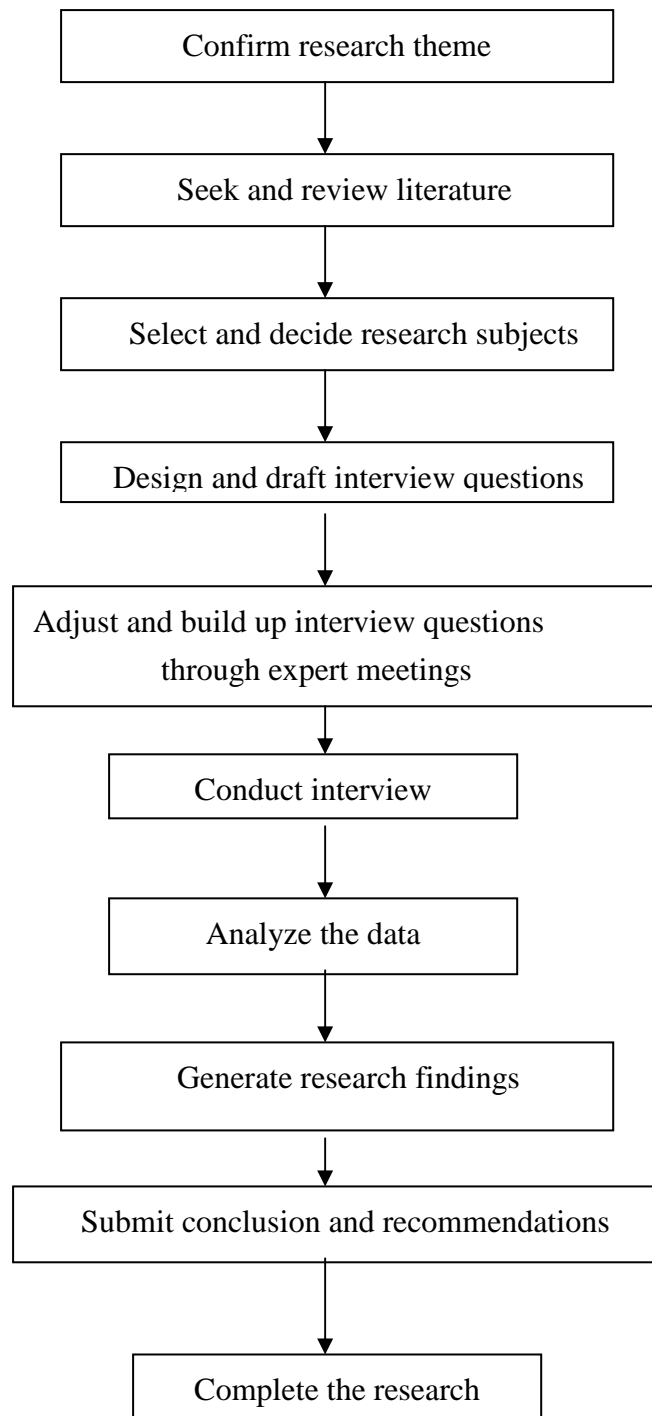 Confirm research theme
Seek and review literature
Select and decide research subjects
Design and draft interview questions
Adjust and build up interview questions
through expert meetings
Conduct interview
Analyze the data
Generate research findings
Submit conclusion and recommendations
Complete the research